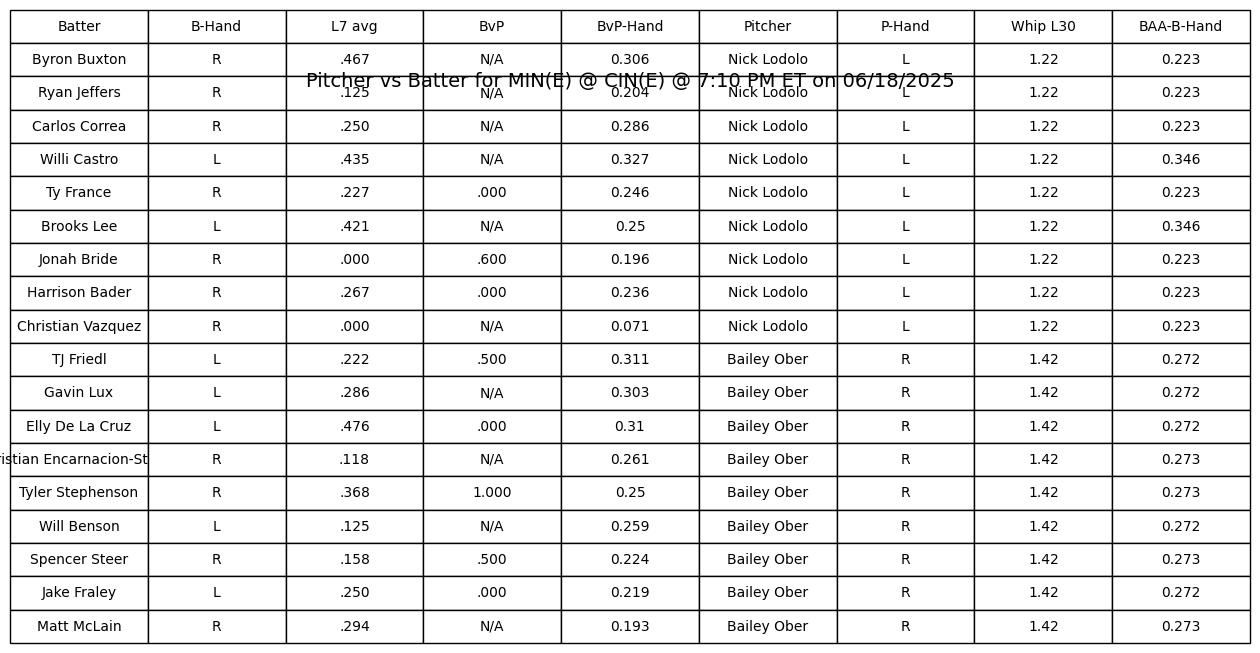 Batter B-Hand L7 avg BvP BvP-Hand Pitcher P-Hand Whip L30 BAA-B-Hand
Byron Buxton R .467 N/A 0.306 Nick Lodolo L 1.22 0.223
Pitcher vs Batter for MIN(E) @ CIN(E) @ 7:10 PM ET on 06/18/2025
Ryan Jeffers R .125 N/A 0.204 Nick Lodolo L 1.22 0.223
Carlos Correa R .250 N/A 0.286 Nick Lodolo L 1.22 0.223
Willi Castro L .435 N/A 0.327 Nick Lodolo L 1.22 0.346
Ty France R .227 .000 0.246 Nick Lodolo L 1.22 0.223
Brooks Lee L .421 N/A 0.25 Nick Lodolo L 1.22 0.346
Jonah Bride R .000 .600 0.196 Nick Lodolo L 1.22 0.223
Harrison Bader R .267 .000 0.236 Nick Lodolo L 1.22 0.223
Christian Vazquez R .000 N/A 0.071 Nick Lodolo L 1.22 0.223
TJ Friedl L .222 .500 0.311 Bailey Ober R 1.42 0.272
Gavin Lux L .286 N/A 0.303 Bailey Ober R 1.42 0.272
Elly De La Cruz L .476 .000 0.31 Bailey Ober R 1.42 0.272
istian Encarnacion-St R .118 N/A 0.261 Bailey Ober R 1.42 0.273
Tyler Stephenson R .368 1.000 0.25 Bailey Ober R 1.42 0.273
Will Benson L .125 N/A 0.259 Bailey Ober R 1.42 0.272
Spencer Steer R .158 .500 0.224 Bailey Ober R 1.42 0.273
Jake Fraley L .250 .000 0.219 Bailey Ober R 1.42 0.272
Matt McLain R .294 N/A 0.193 Bailey Ober R 1.42 0.273